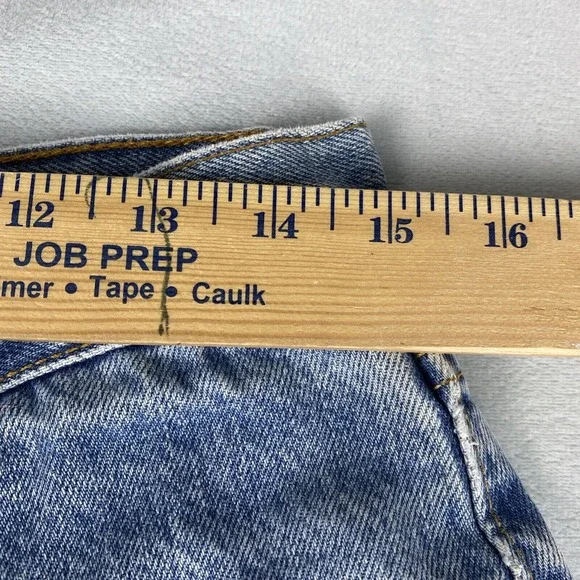 12 13 14 15 16
JOB PREP
mer • Tape • Caulk